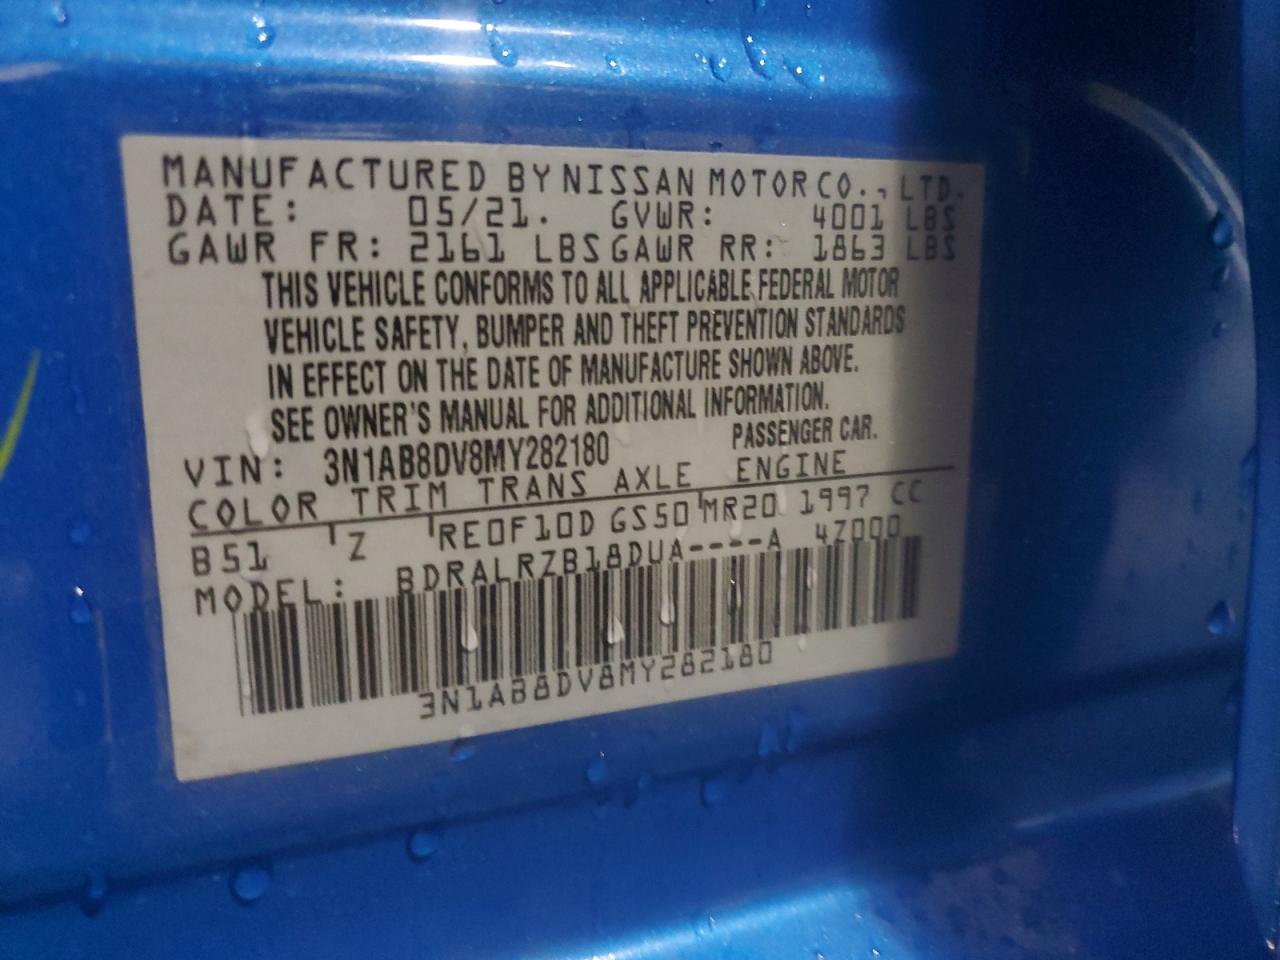 MANUFACTURED BY NISSAN MOTOR CO., LTD.
DATE: 05/21. GVWR: 4001 LBS
GAWR FR: 2161 LBS GAWR RR: 1863 LBS
THIS VEHICLE CONFORMS TO ALL APPLICABLE FEDERAL MOTOR
VEHICLE SAFETY, BUMPER AND THEFT PREVENTION STANDARDS
IN EFFECT ON THE DATE OF MANUFACTURE SHOWN ABOVE.
SEE OWNER'S MANUAL FOR ADDITIONAL INFORMATION.
VIN: 3N1AB8DV8MY282180 PASSENGER CAR.
COLOR TRIM TRANS AXLE ENGINE
B51 Z RE0F10D GS50 MR20 1997 CC
MODEL: BDRALRZB18DUA----A 4Z000
3N1AB8DV8MY282180